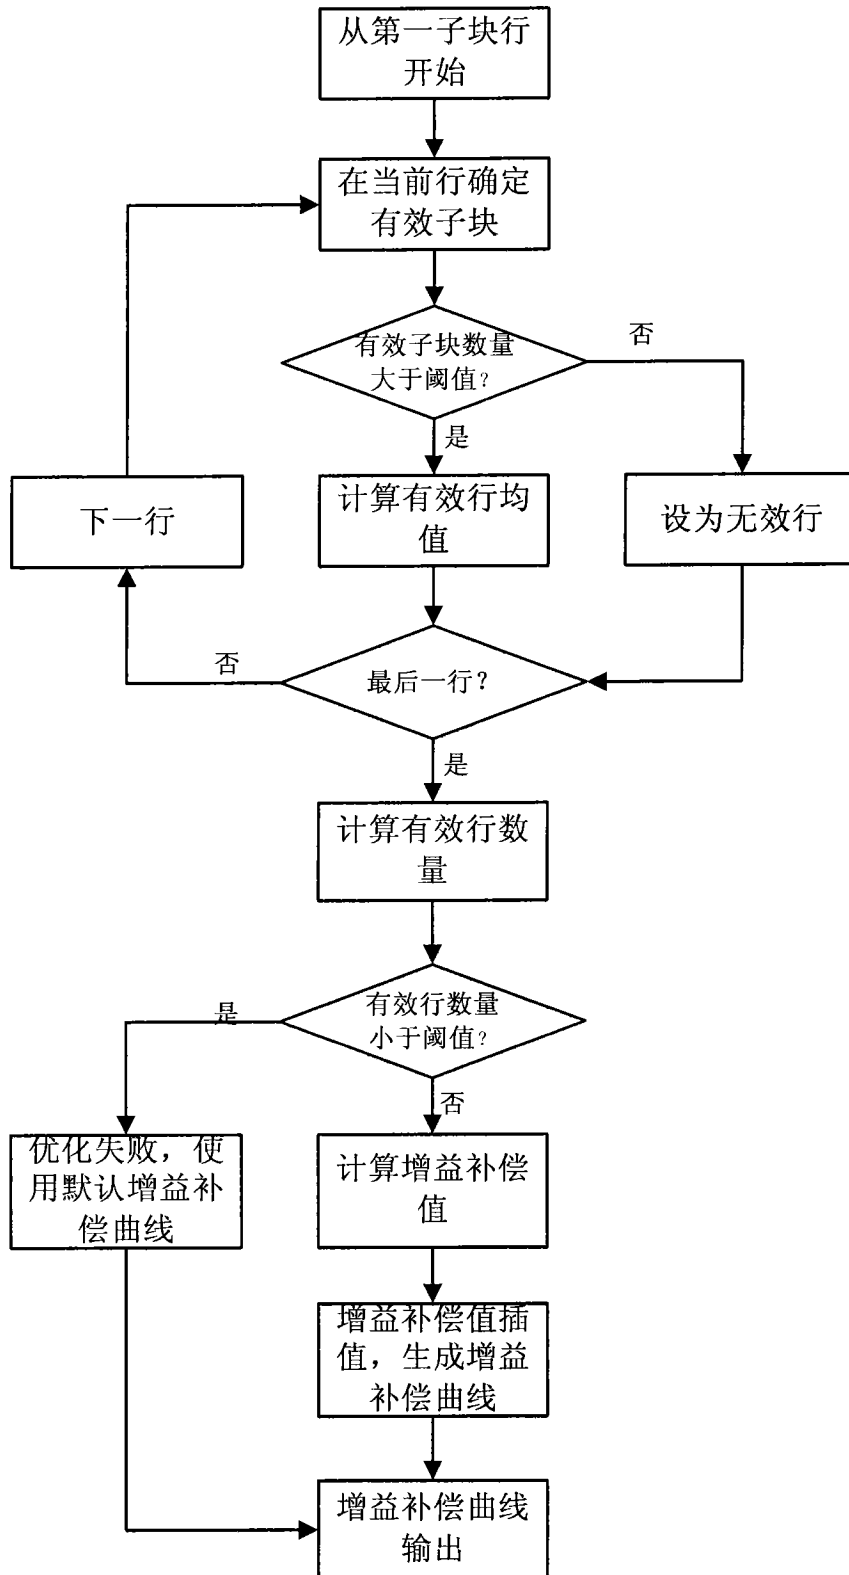 从第一子块行
开始
在当前行确定
有效子块
有效子块数量
大于阈值?
否
是
下一行
计算有效行均
值
设为无效行
否
最后一行?
是
计算有效行数
量
是
有效行数量
小于阈值?
否
优化失败，使
用默认增益补
偿曲线
计算增益补偿
值
增益补偿值插
值，生成增益
补偿曲线
增益补偿曲线
输出